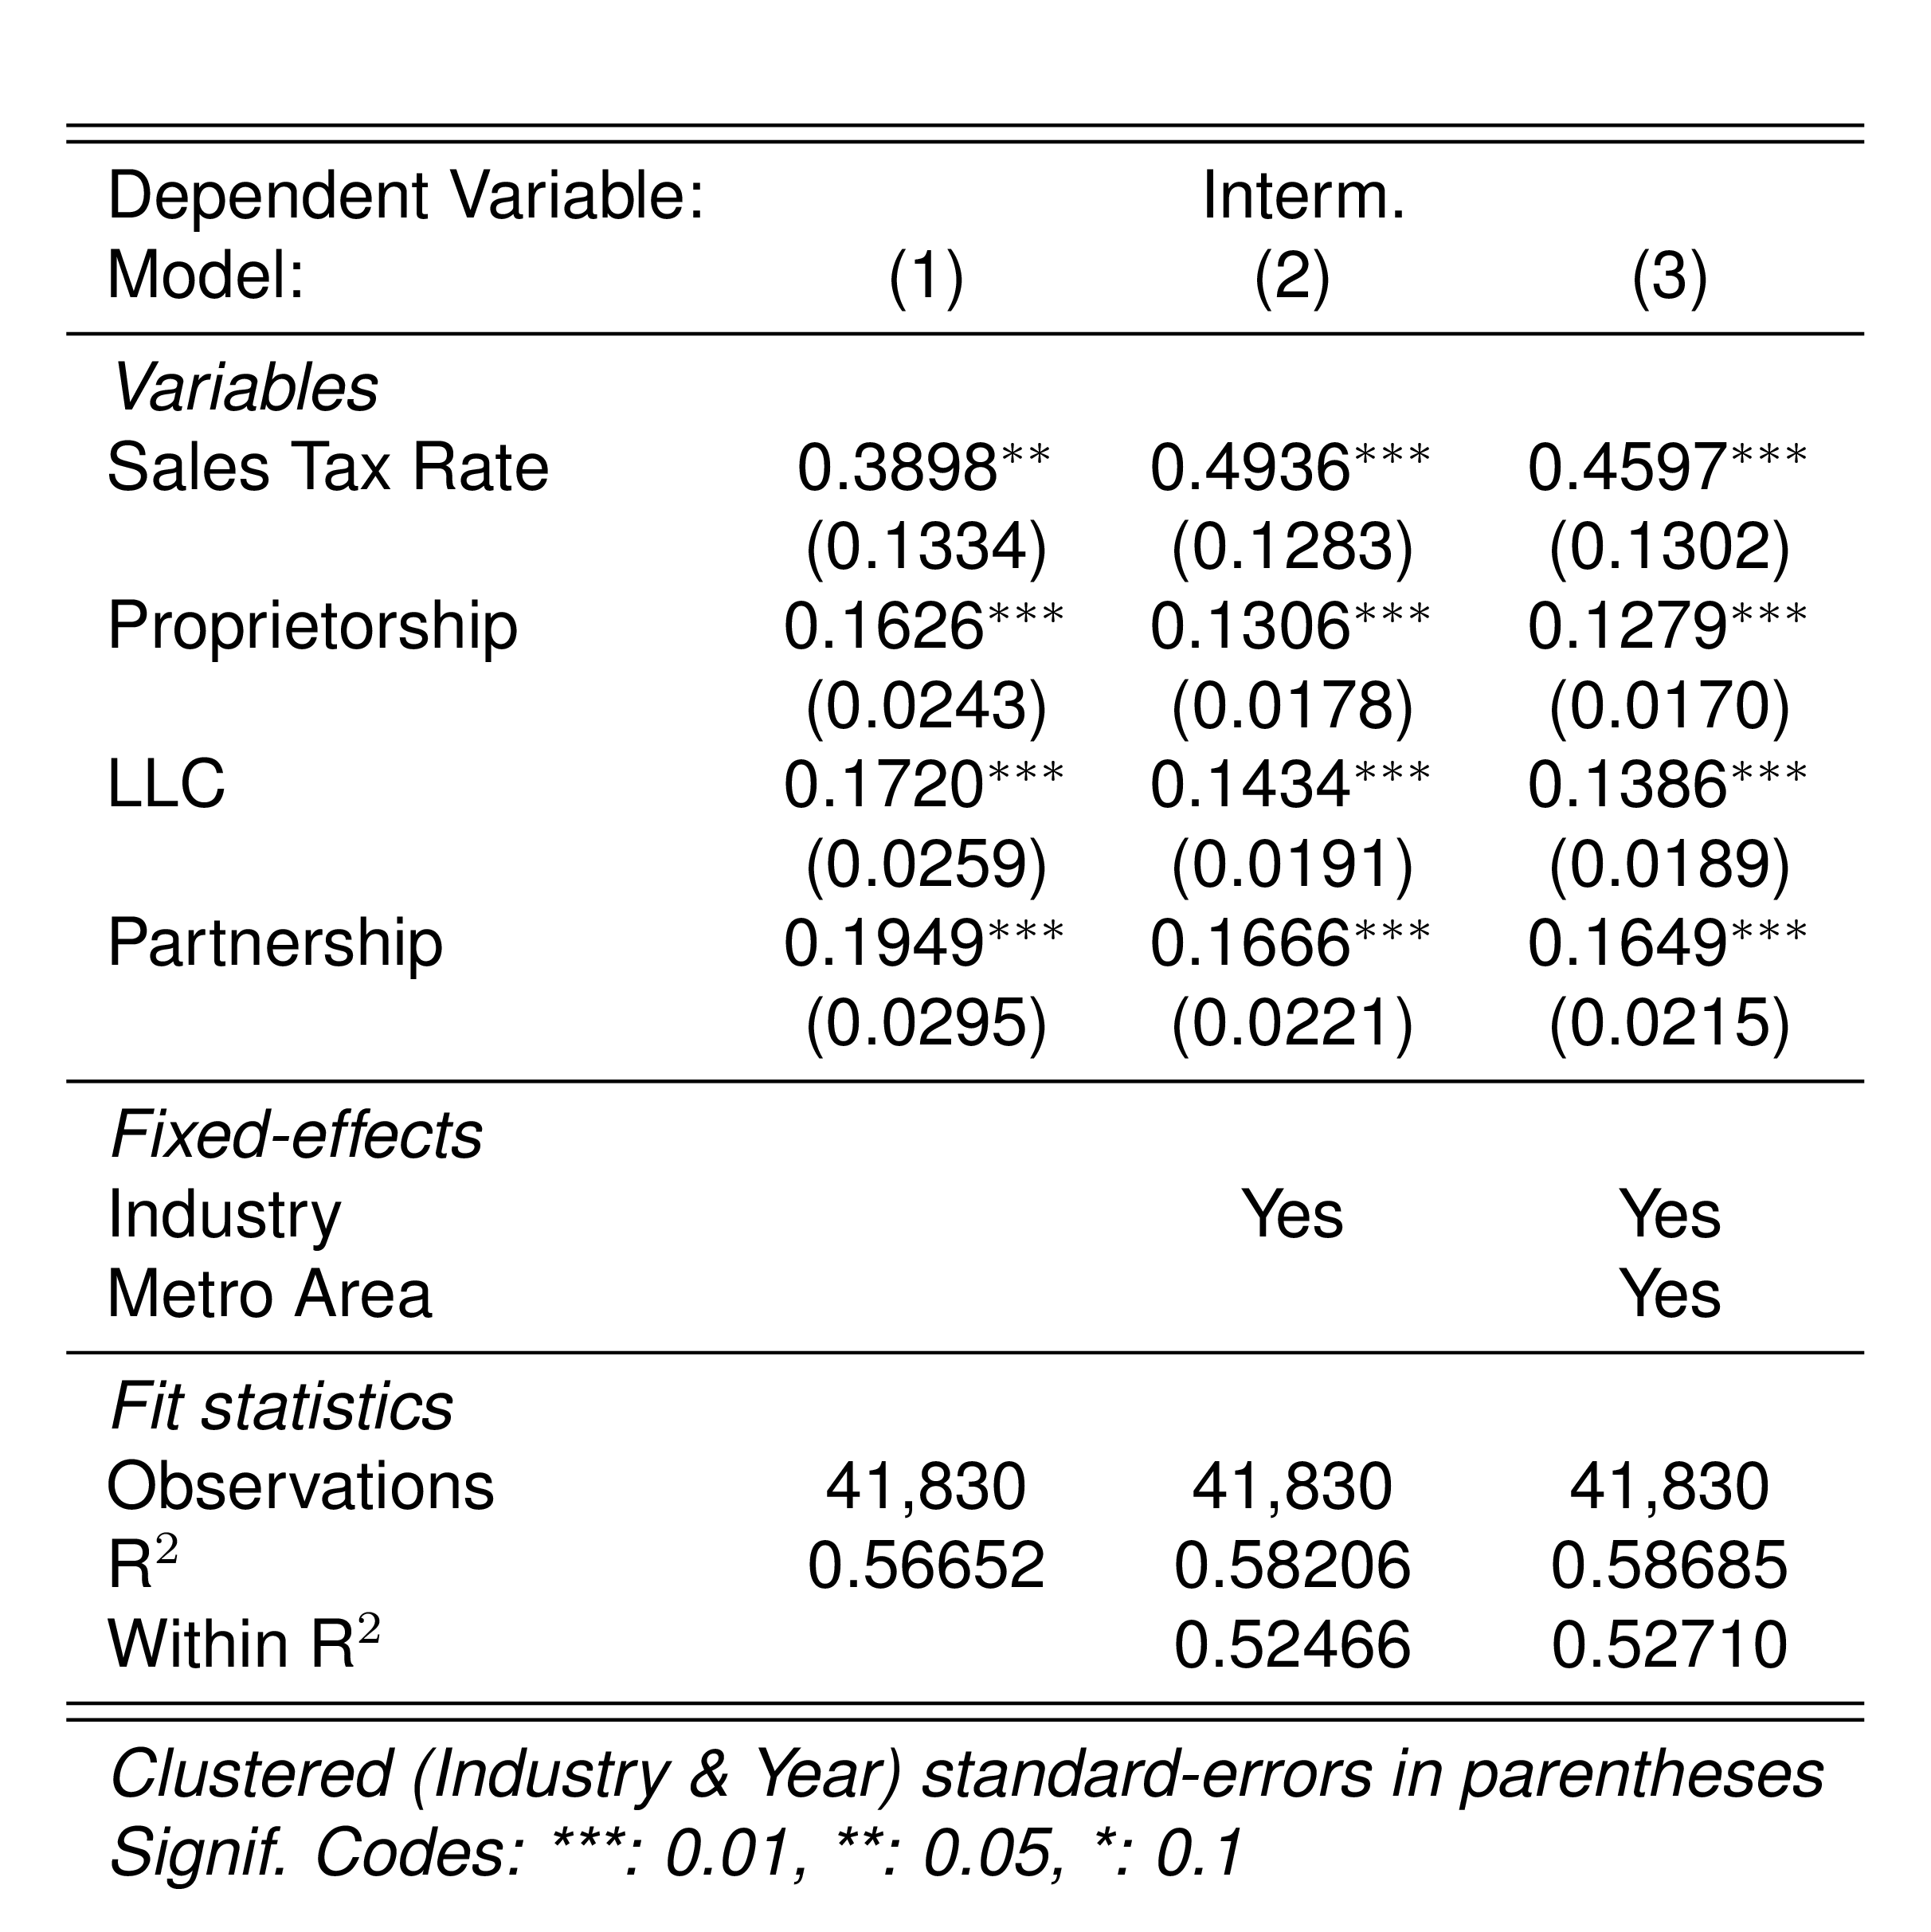 Dependent Variable: Interm.
Model: (1) (2) (3)
Variables
Sales Tax Rate 0.3898** 0.4936*** 0.4597***
(0.1334) (0.1283) (0.1302)
Proprietorship 0.1626*** 0.1306*** 0.1279***
(0.0243) (0.0178) (0.0170)
LLC 0.1720*** 0.1434*** 0.1386***
(0.0259) (0.0191) (0.0189)
Partnership 0.1949*** 0.1666*** 0.1649***
(0.0295) (0.0221) (0.0215)
Fixed-effects
Industry Yes Yes
Metro Area Yes
Fit statistics
Observations 41,830 41,830 41,830
R² 0.56652 0.58206 0.58685
Within R² 0.52466 0.52710
Clustered (Industry & Year) standard-errors in parentheses
Signif. Codes: ***: 0.01, **: 0.05, *: 0.1